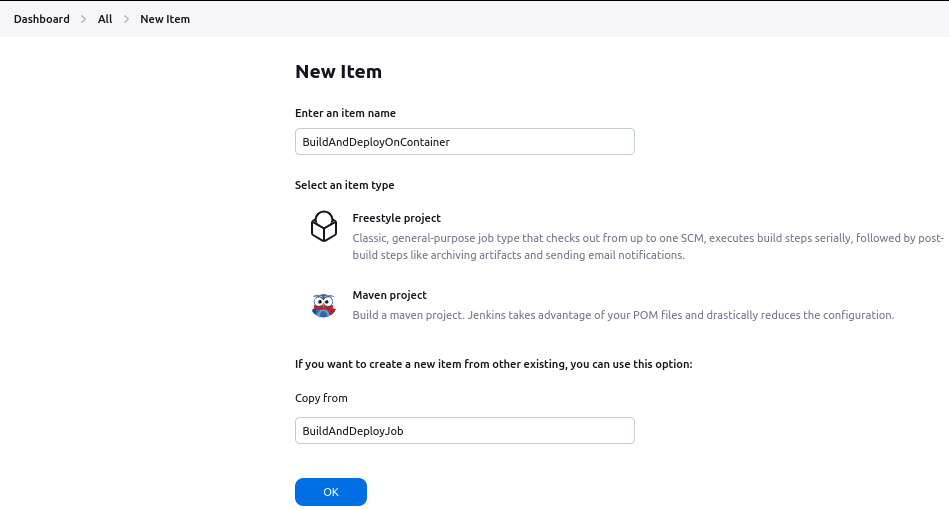 Dashboard > All > New Item
New Item
Enter an item name
BuildAndDeployOnContainer
Select an item type
Freestyle project
Classic, general-purpose job type that checks out from up to one SCM, executes build steps serially, followed by post-
build steps like archiving artifacts and sending email notifications.
Maven project
Build a maven project. Jenkins takes advantage of your POM files and drastically reduces the configuration.
If you want to create a new item from other existing, you can use this option:
Copy from
BuildAndDeployJob
OK